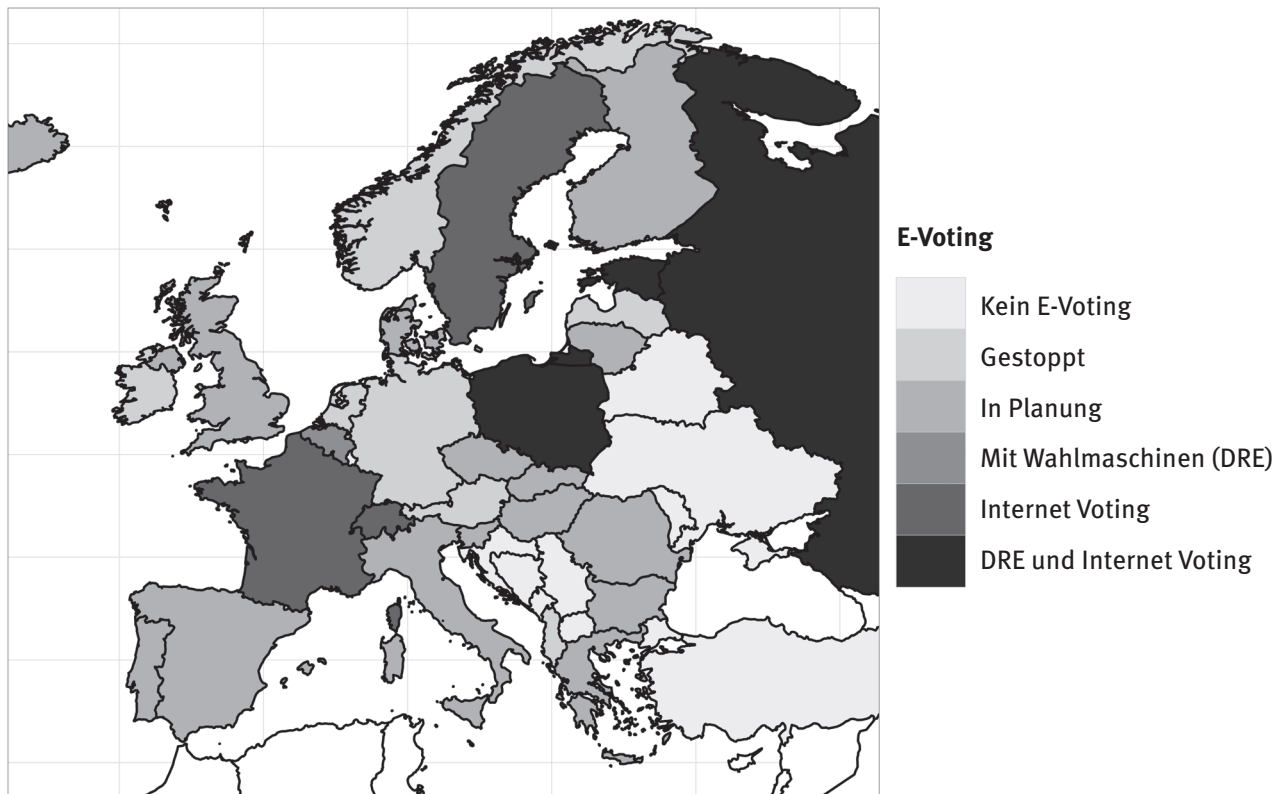 E-Voting
Kein E-Voting
Gestoppt
In Planung
Mit Wahlmaschinen (DRE)
Internet Voting
DRE und Internet Voting